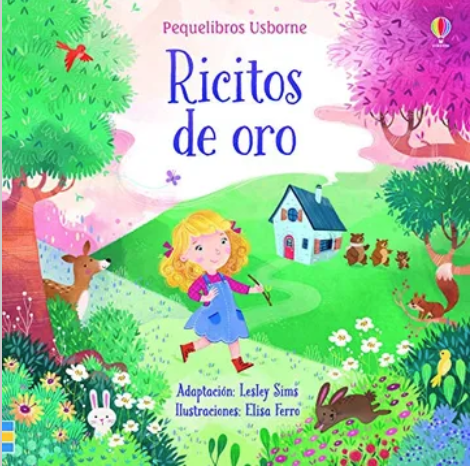 Pequelibros Usborne
Ricitos
de oro
Adaptación: Lesley Sims
Ilustraciones: Elisa Ferro